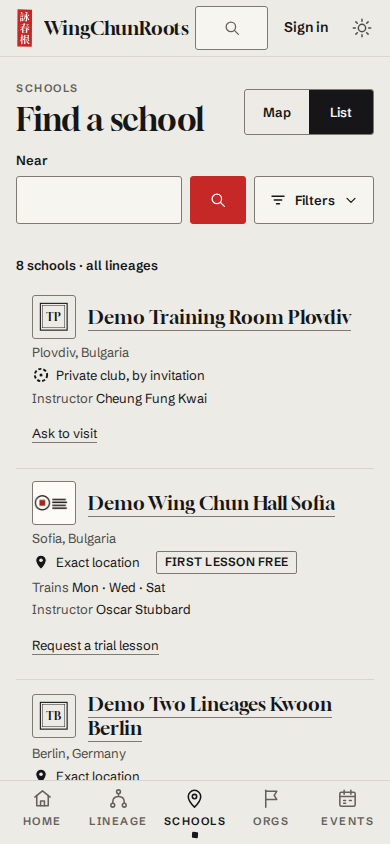 詠春根
WingChunRoots
Sign in
SCHOOLS
Find a school
Map
List
Near
Filters
8 schools · all lineages
TP
Demo Training Room Plovdiv
Plovdiv, Bulgaria
Private club, by invitation
Instructor Cheung Fung Kwai
Ask to visit
Demo Wing Chun Hall Sofia
Sofia, Bulgaria
Exact location
FIRST LESSON FREE
Trains Mon · Wed · Sat
Instructor Oscar Stubbard
Request a trial lesson
TB
Demo Two Lineages Kwoon
Berlin
Berlin, Germany
Exact location
HOME
LINEAGE
SCHOOLS
ORGS
EVENTS